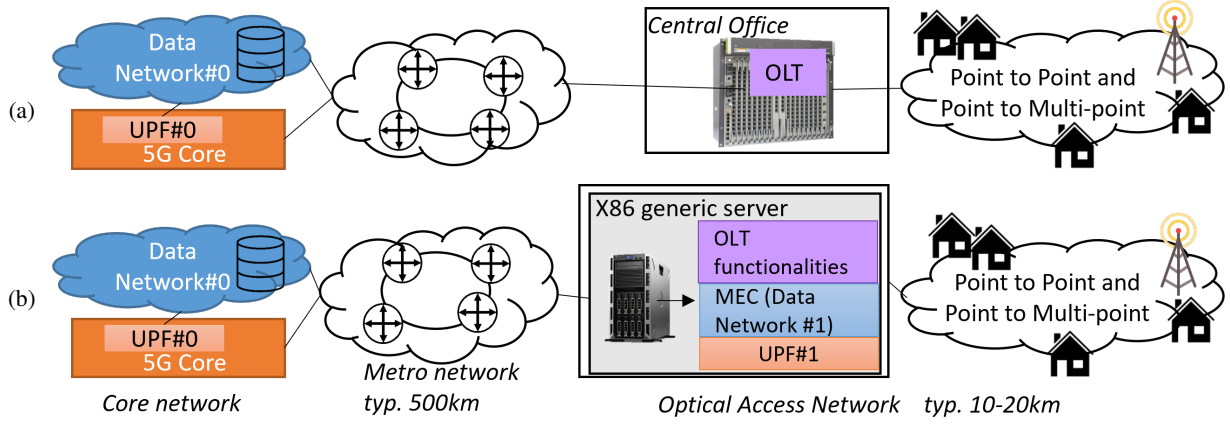 Data
Network#0
UPF#0
5G Core
(a)
Central Office
OLT
Point to Point and
Point to Multi-point
X86 generic server
OLT
functionalities
MEC (Data
Network #1)
UPF#1
Data
Network#0
UPF#0
5G Core
(b)
Point to Point and
Point to Multi-point
Core network
Metro network
typ. 500km
Optical Access Network typ. 10-20km